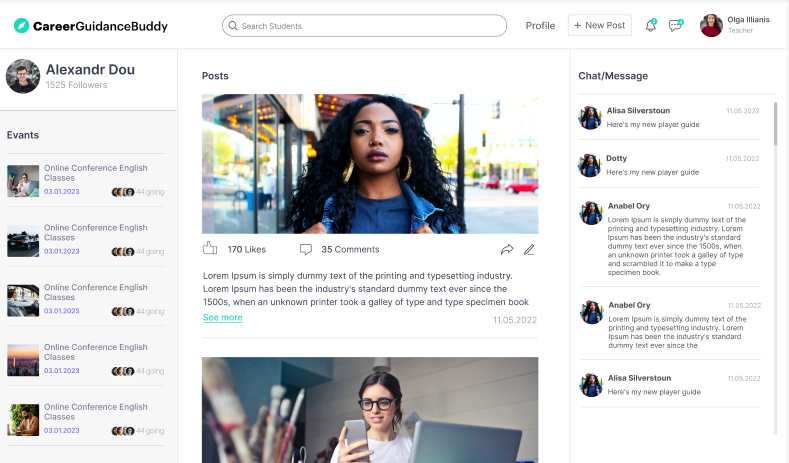 CareerGuidanceBuddy
Search Students
Profile
+ New Post
2
4
Olga Illianis
Teacher
Alexandr Dou
1525 Followers
Evants
Online Conference English
Classes
03.01.2023
44 going
Online Conference English
Classes
03.01.2023
44 going
Online Conference English
Classes
03.01.2023
44 going
Online Conference English
Classes
03.01.2023
44 going
Online Conference English
Classes
03.01.2023
44 going
Posts
170 Likes
35 Comments
Lorem Ipsum is simply dummy text of the printing and typesetting industry.
Lorem Ipsum has been the industry's standard dummy text ever since the
1500s, when an unknown printer took a galley of type and type specimen book
See more
11.05.2022
Chat/Message
Alisa Silverstoun
11.05.2022
Here's my new player guide
Dotty
11.05.2022
Here's my new player guide
Anabel Ory
11.05.2022
Lorem Ipsum is simply dummy text of the
printing and typesetting industry. Lorem
Ipsum has been the industry's standard
dummy text ever since the 1500s, when
an unknown printer took a galley of type
and scrambled it to make a type
specimen book.
Anabel Ory
11.05.2022
Lorem Ipsum is simply dummy text of the
printing and typesetting industry. Lorem
Ipsum has been the industry's standard
dummy text ever since the
Alisa Silverstoun
11.05.2022
Here's my new player guide